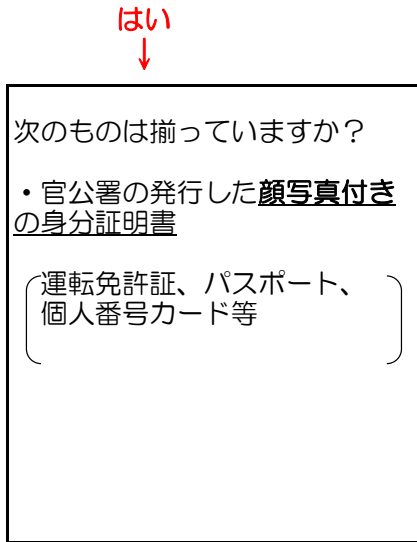 はい
↓
次のものは揃っていますか？
・官公署の発行した顔写真付き
の身分証明書
運転免許証、パスポート、
個人番号カード等